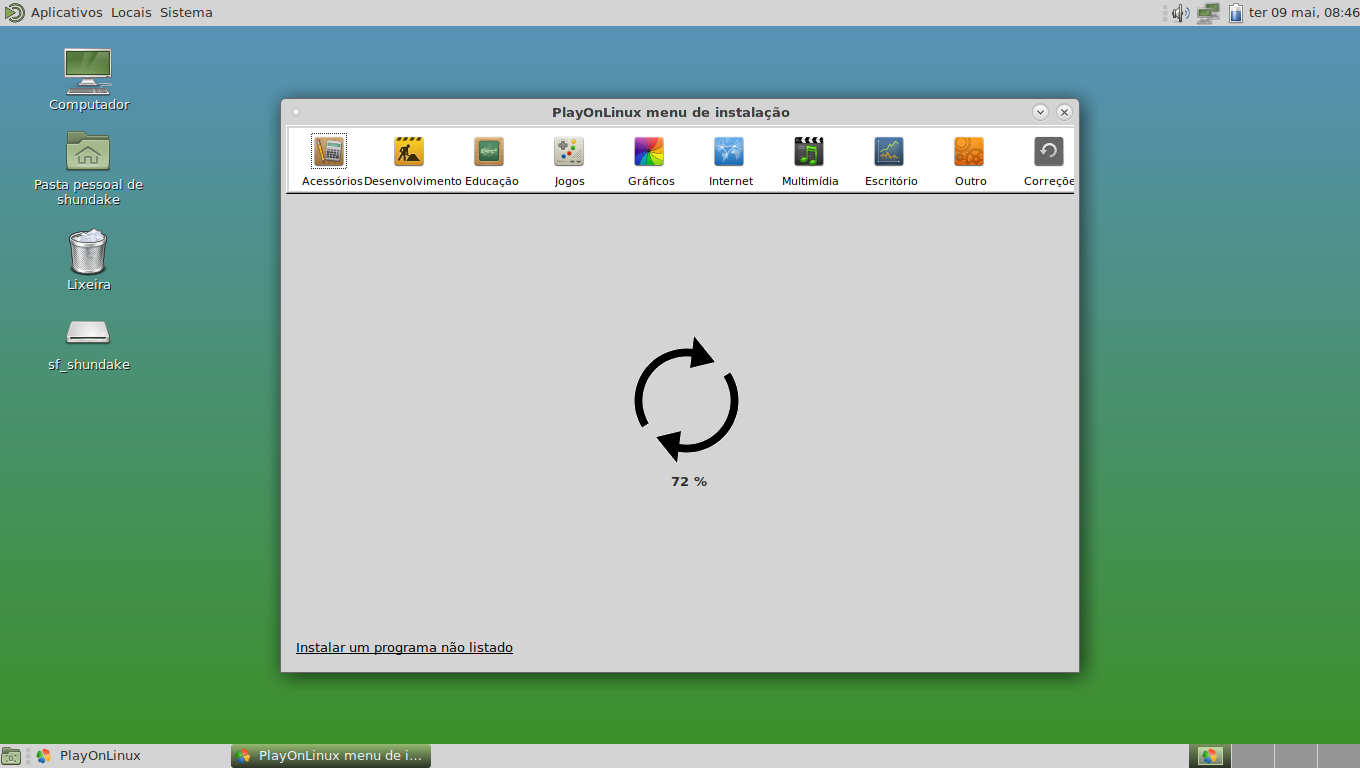 Aplicativos Locais Sistema
ter 09 mai, 08:46
Computador
Pasta pessoal de
shundake
Lixeira
sf_shundake
PlayOnLinux menu de instalação
Acessórios Desenvolvimento Educação Jogos Gráficos Internet Multimídia Escritório Outro Correçõe
72 %
Instalar um programa não listado
PlayOnLinux
PlayOnLinux menu de i...